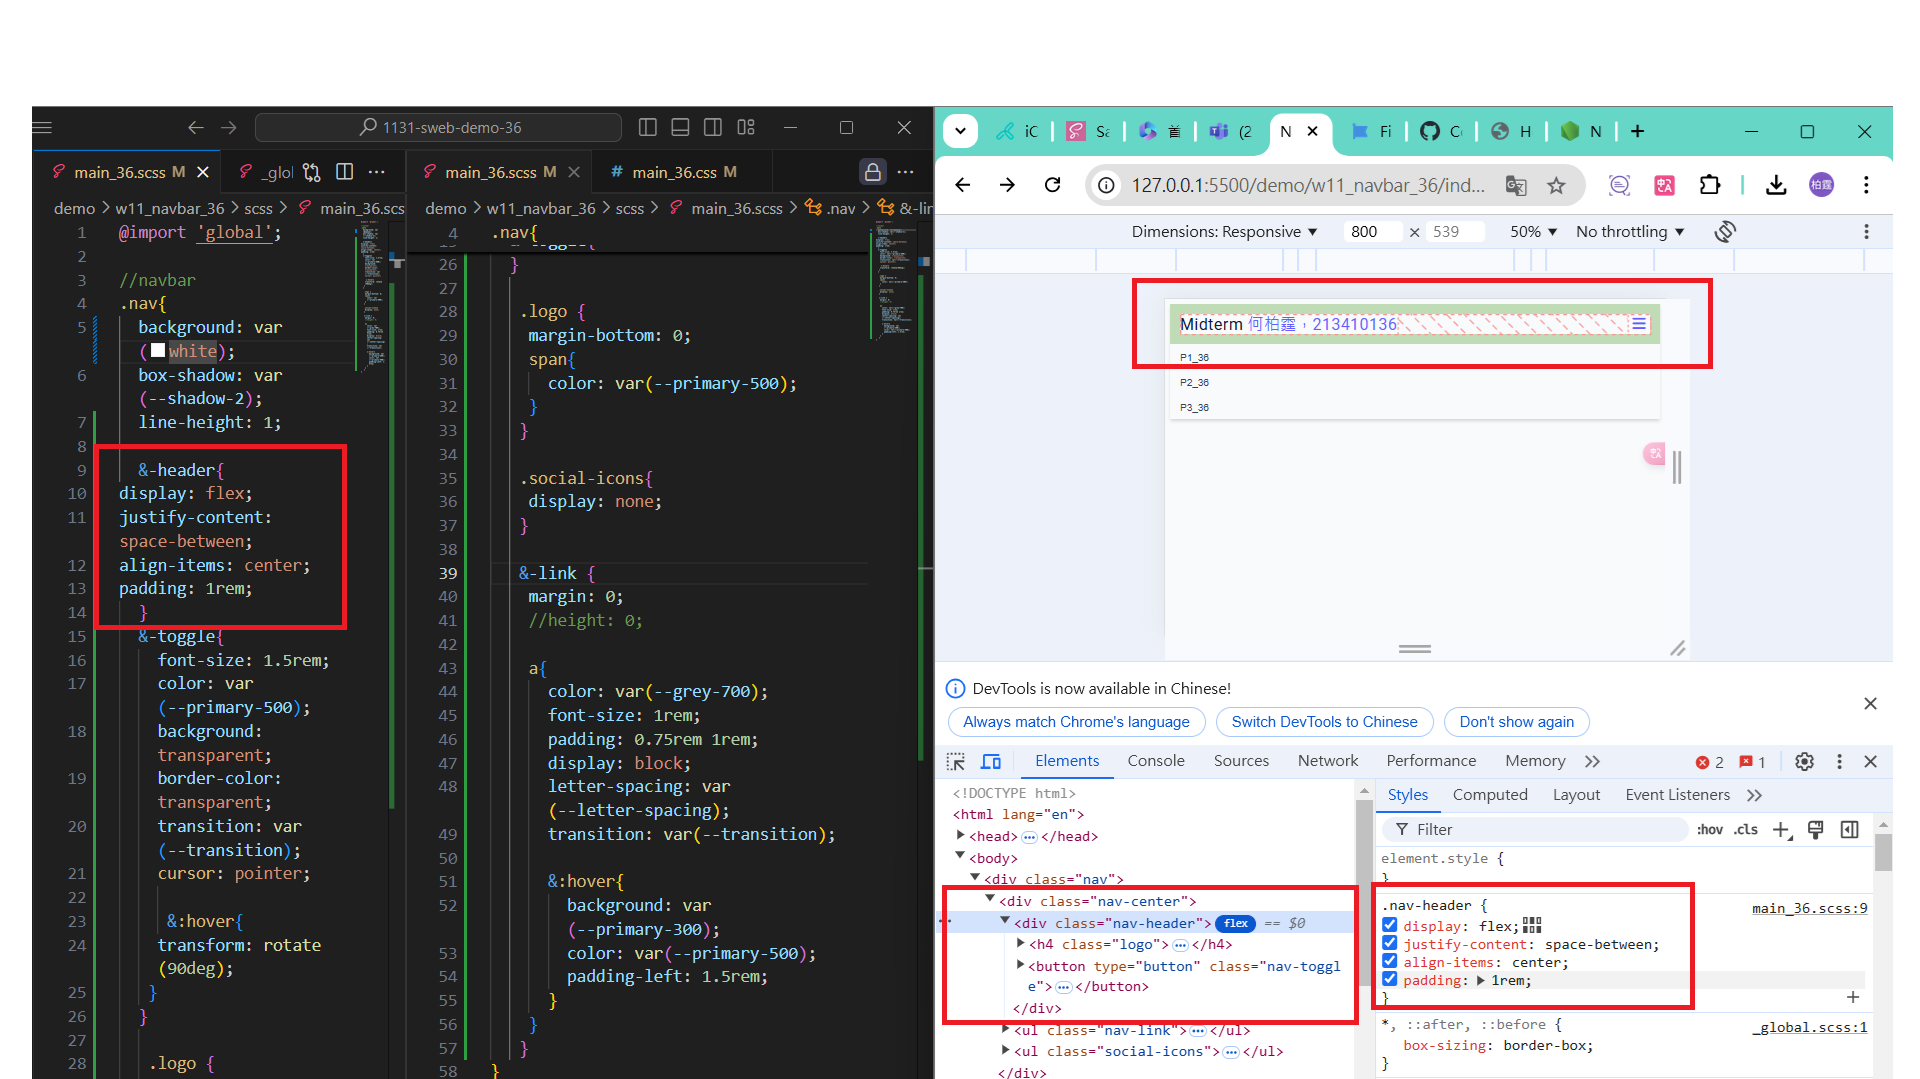 1131-sweb-demo-36
main_36.scss M
_glol
demo > w11_navbar_36 > scss > main_36.scs
1 @import 'global';
2
3 //navbar
4 .nav{
5 background: var
(white);
6 box-shadow: var
(--shadow-2);
7 line-height: 1;
8
9 &-header{
10 display: flex;
11 justify-content:
space-between;
12 align-items: center;
13 padding: 1rem;
14 }
15 &-toggle{
16 font-size: 1.5rem;
17 color: var
(--primary-500);
18 background:
transparent;
19 border-color:
transparent;
20 transition: var
(--transition);
21 cursor: pointer;
22
23 &:hover{
24 transform: rotate
(90deg);
25 }
26 }
27
28 .logo {
main_36.scss M
# main_36.css M
demo > w11_navbar_36 > scss > main_36.scss > .nav > &-lin
4 .nav{
26 }
27
28 .logo {
29 margin-bottom: 0;
30 span{
31 color: var(--primary-500);
32 }
33 }
34
35 .social-icons{
36 display: none;
37 }
38
39 &-link {
40 margin: 0;
41 //height: 0;
42
43 a{
44 color: var(--grey-700);
45 font-size: 1rem;
46 padding: 0.75rem 1rem;
47 display: block;
48 letter-spacing: var
(--letter-spacing);
49 transition: var(--transition);
50
51 &:hover{
52 background: var
(--primary-300);
53 color: var(--primary-500);
54 padding-left: 1.5rem;
55 }
56 }
57 }
58 }
iC
Sa
(2
N
Fi
H
N
127.0.0.1:5500/demo/w11_navbar_36/ind...
柏霆
Dimensions: Responsive 800 × 539 50% No throttling
Midterm 何柏霆，213410136
P1_36
P2_36
P3_36
DevTools is now available in Chinese!
Always match Chrome's language
Switch DevTools to Chinese
Don't show again
Elements Console Sources Network Performance Memory 2 1
<!DOCTYPE html>
<html lang="en">
<head> </head>
<body>
<div class="nav">
<div class="nav-center">
<div class="nav-header"> flex == $0
<h4 class="logo"> </h4>
<button type="button" class="nav-toggl
e"> </button>
</div>
<ul class="nav-link"> </ul>
<ul class="social-icons"> </ul>
</div>
Styles Computed Layout Event Listeners
Filter :hov .cls
element.style {
}
.nav-header { main_36.scss:9
display: flex;
justify-content: space-between;
align-items: center;
padding: 1rem;
}
*, ::after, ::before { _global.scss:1
box-sizing: border-box;
}